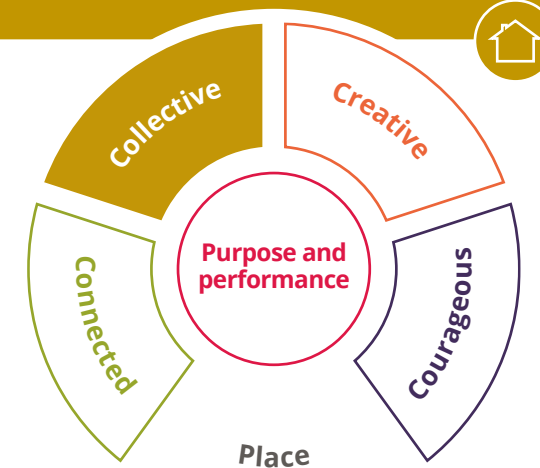 Collective
Creative
Purpose and
performance
Connected
Courageous
Place